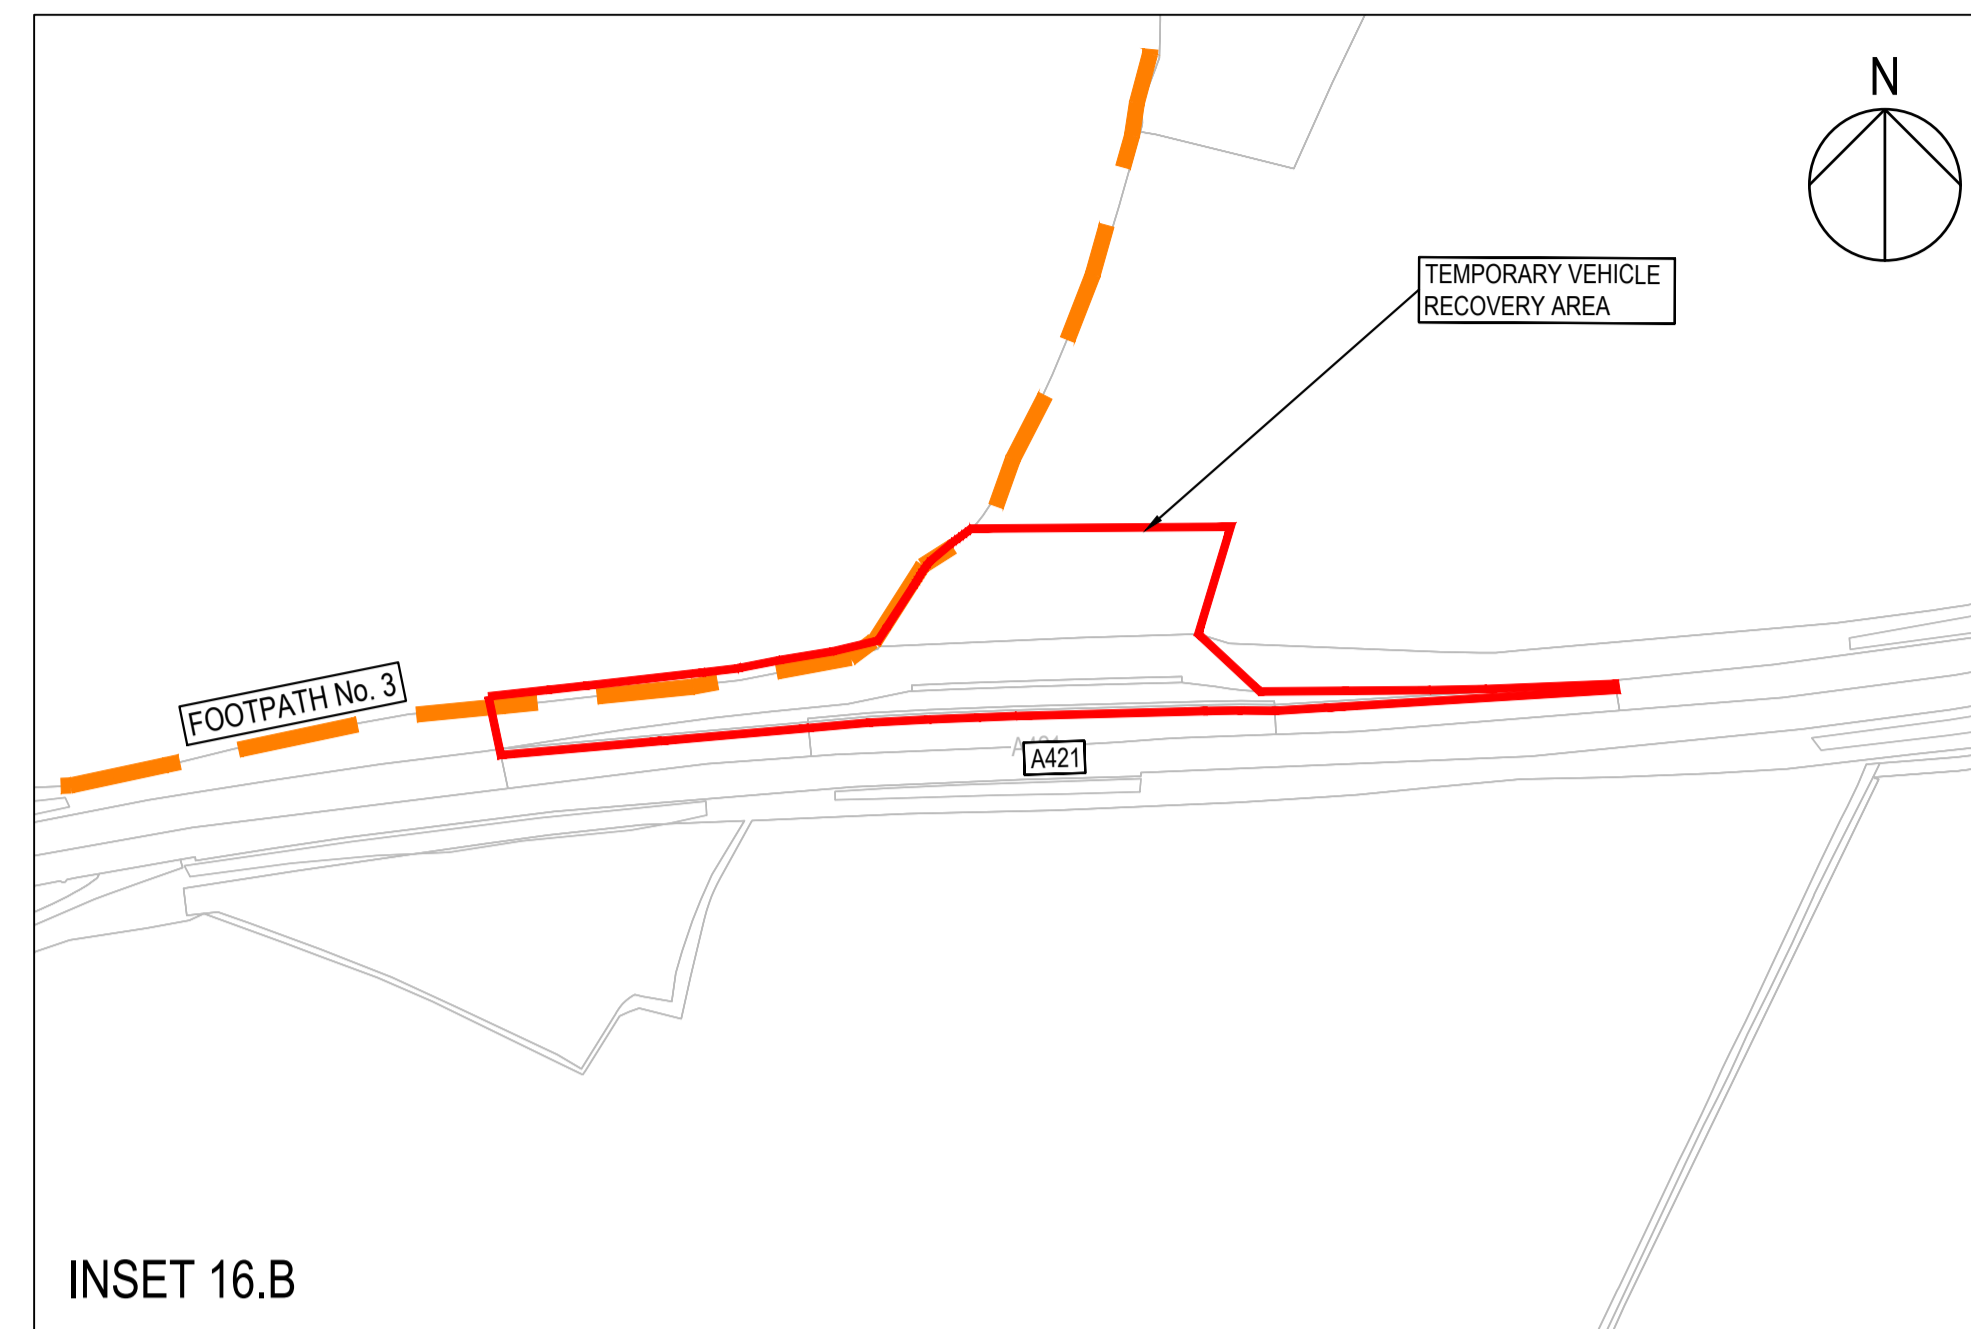 N
TEMPORARY VEHICLE
RECOVERY AREA
FOOTPATH No. 3
A421
INSET 16.B